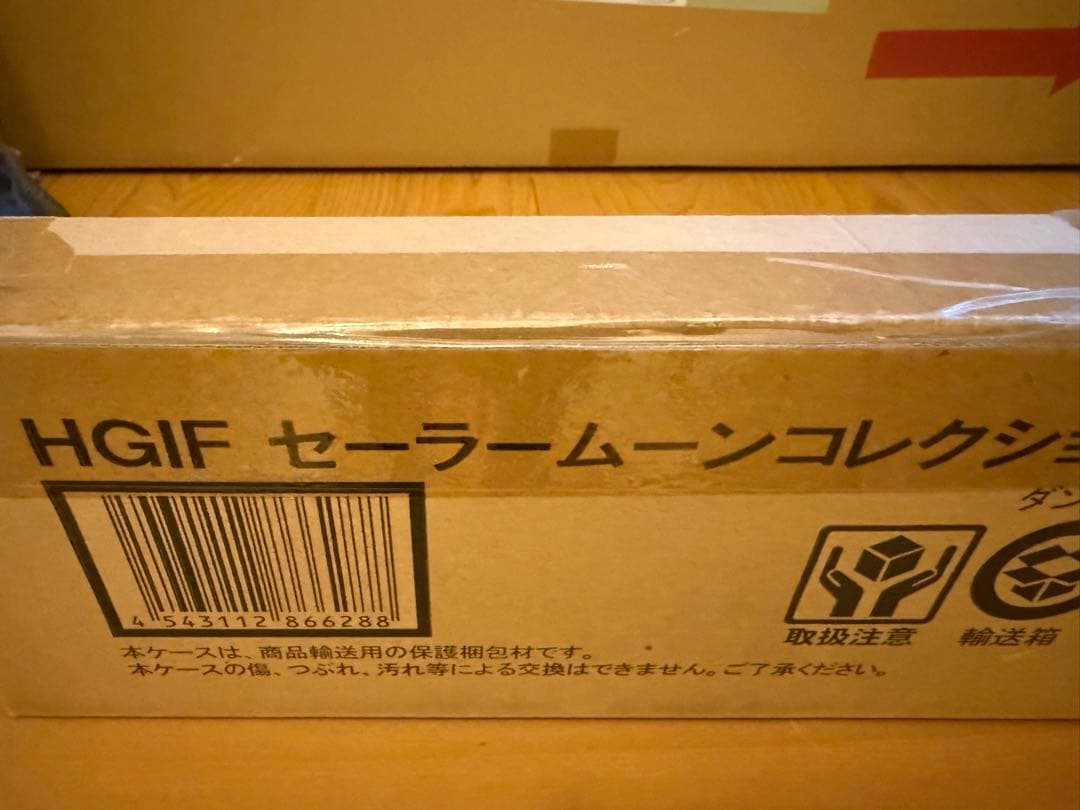 HGIF セーラームーンコレクショ
ダン
4 543112 866288
取扱注意 輸送箱
本ケースは、商品輸送用の保護梱包材です。
本ケースの傷、つぶれ、汚れ等による交換はできません。ご了承ください。